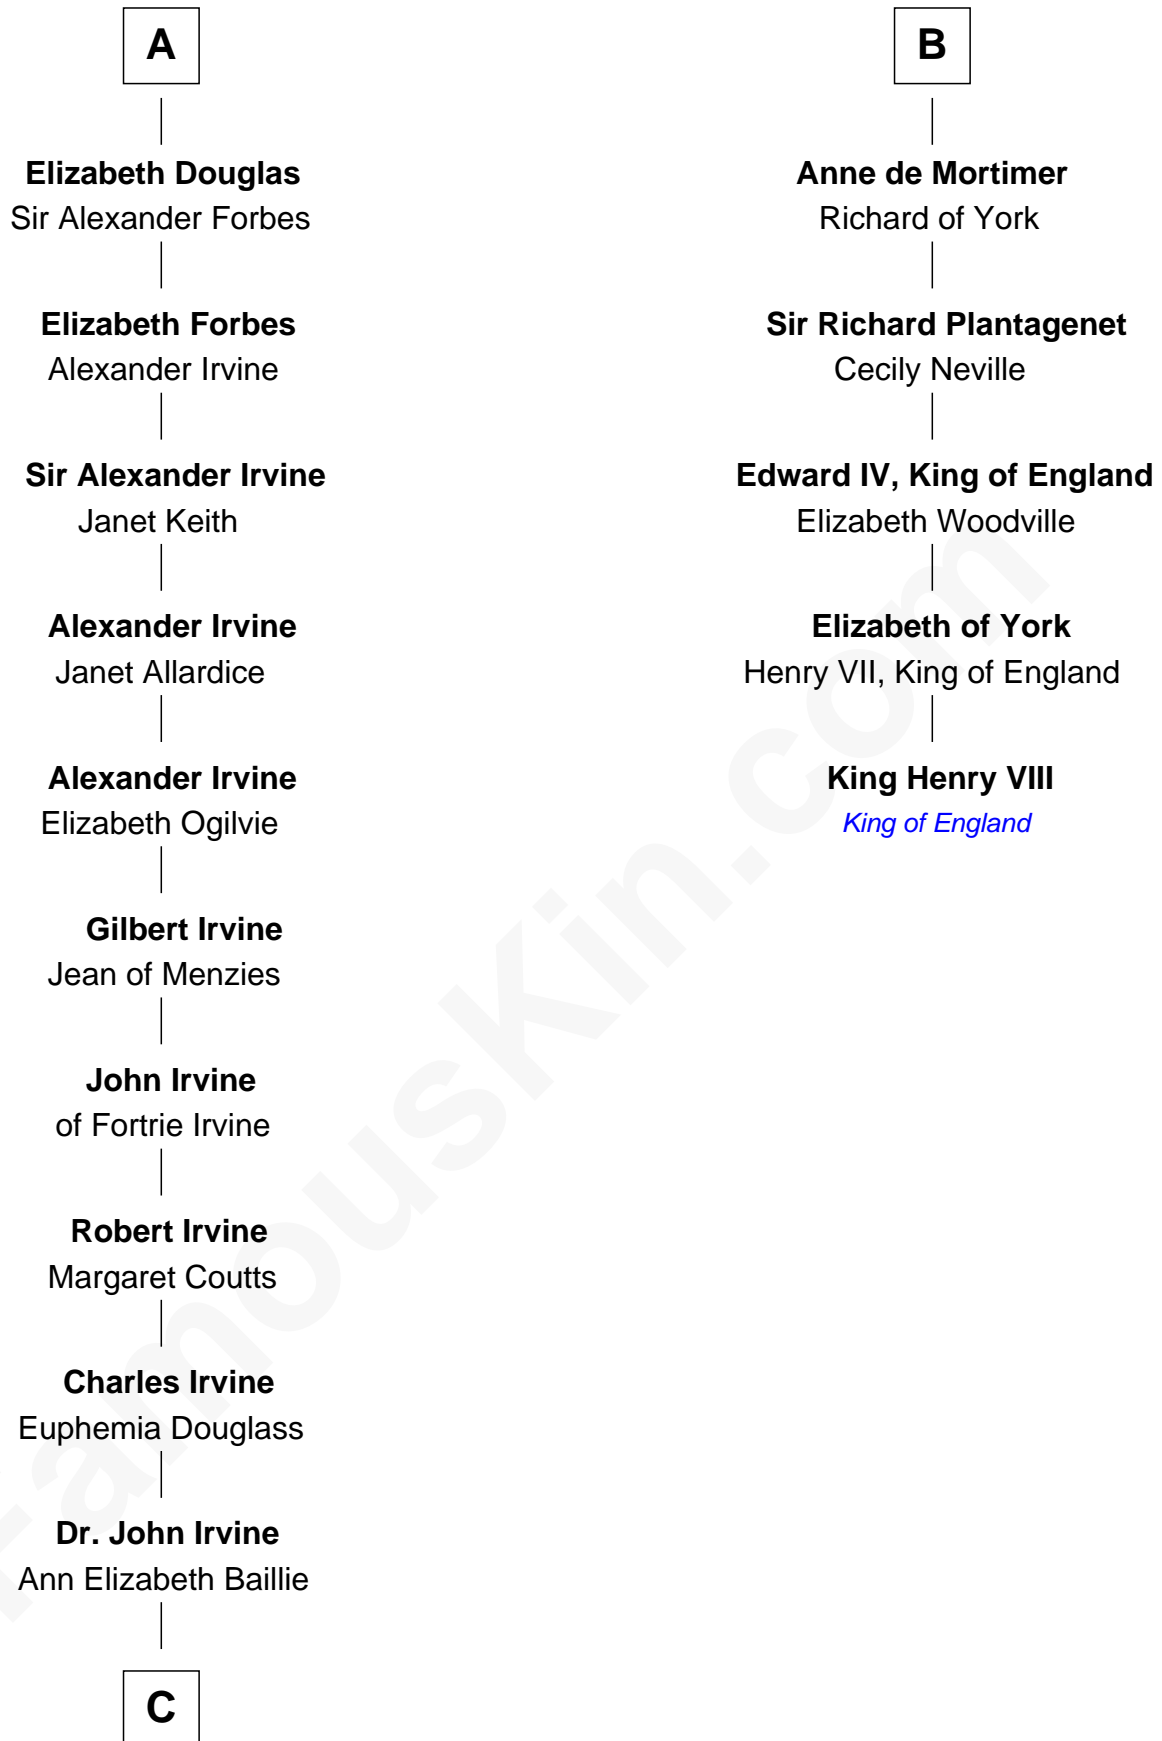 A
Elizabeth Douglas
Sir Alexander Forbes
Elizabeth Forbes
Alexander Irvine
Sir Alexander Irvine
Janet Keith
Alexander Irvine
Janet Allardice
Alexander Irvine
Elizabeth Ogilvie
Gilbert Irvine
Jean of Menzies
John Irvine
of Fortrie Irvine
Robert Irvine
Margaret Coutts
Charles Irvine
Euphemia Douglass
Dr. John Irvine
Ann Elizabeth Baillie
C
B
Anne de Mortimer
Richard of York
Sir Richard Plantagenet
Cecily Neville
Edward IV, King of England
Elizabeth Woodville
Elizabeth of York
Henry VII, King of England
King Henry VIII
King of England
FamousKin.com